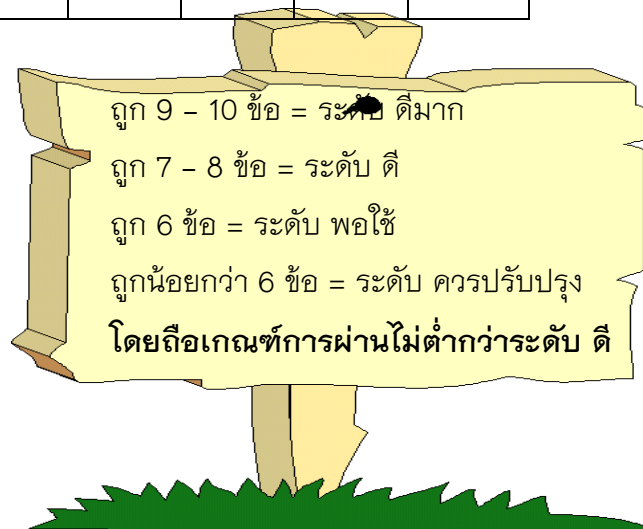 ถูก 9 – 10 ข้อ = ระดับ ดีมาก
ถูก 7 – 8 ข้อ = ระดับ ดี
ถูก 6 ข้อ = ระดับ พอใช้
ถูกน้อยกว่า 6 ข้อ = ระดับ ควรปรับปรุง
โดยถือเกณฑ์การผ่านไม่ต่ำกว่าระดับ ดี